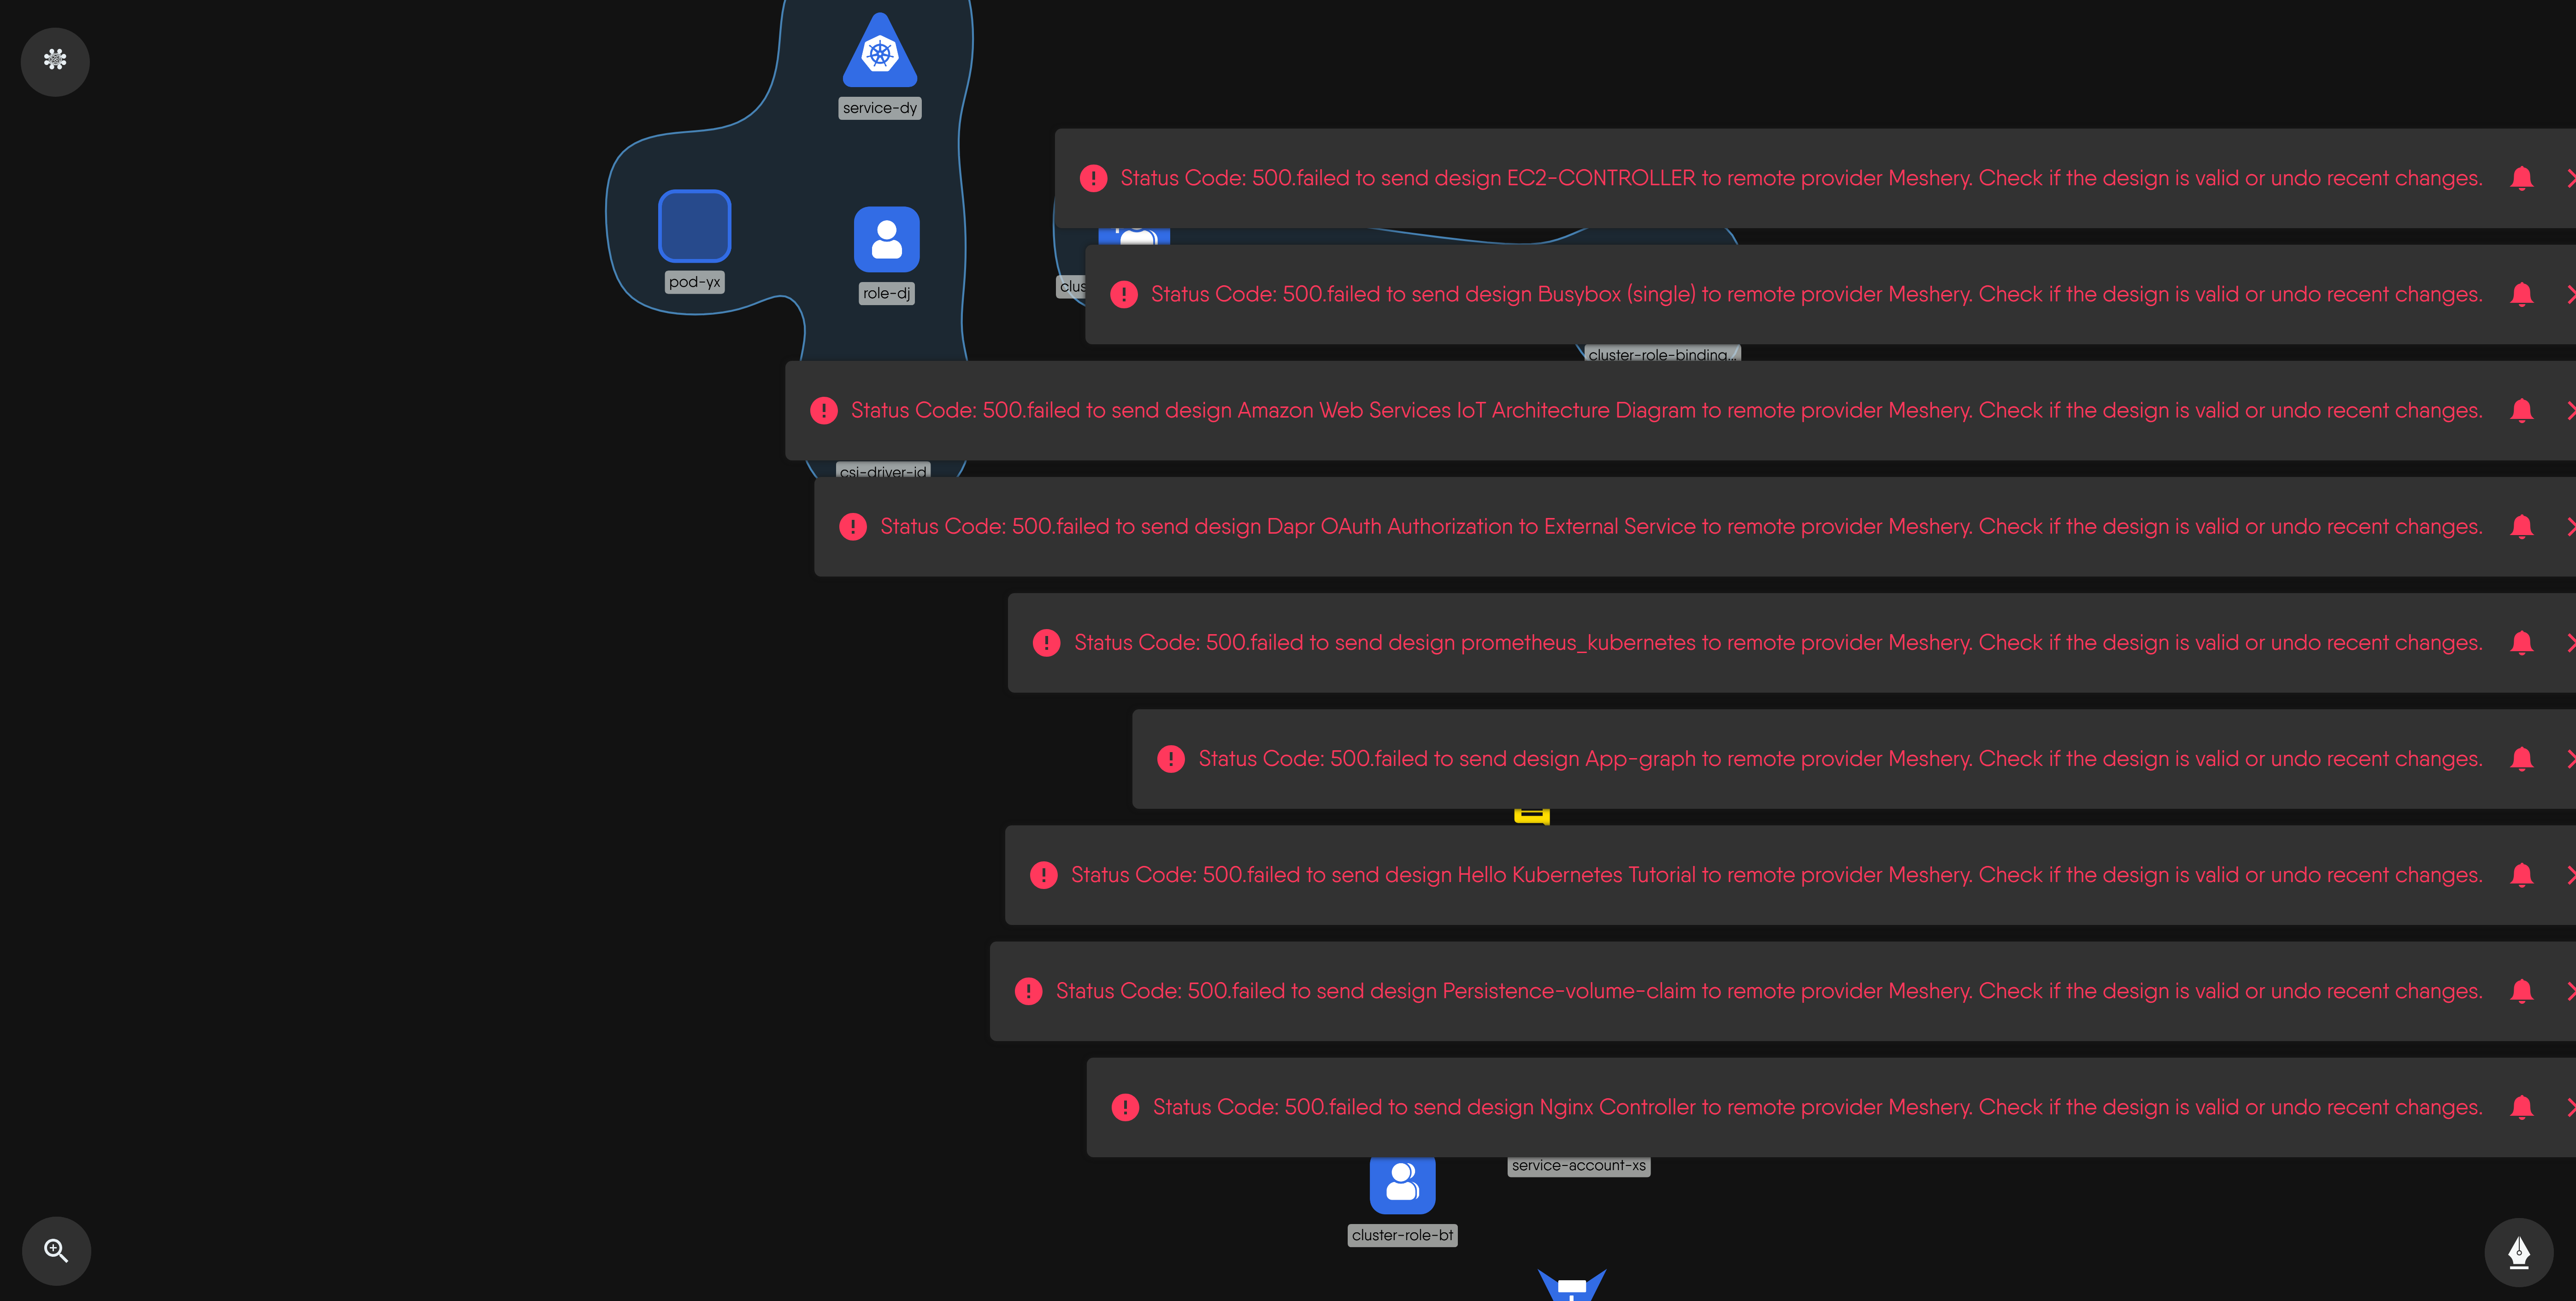 service-dy
Status Code: 500.failed to send design EC2-CONTROLLER to remote provider Meshery. Check if the design is valid or undo recent changes.
pod-yx
role-dj
clus
Status Code: 500.failed to send design Busybox (single) to remote provider Meshery. Check if the design is valid or undo recent changes.
cluster-role-binding...
Status Code: 500.failed to send design Amazon Web Services IoT Architecture Diagram to remote provider Meshery. Check if the design is valid or undo recent changes.
csi-driver-id
Status Code: 500.failed to send design Dapr OAuth Authorization to External Service to remote provider Meshery. Check if the design is valid or undo recent changes.
Status Code: 500.failed to send design prometheus_kubernetes to remote provider Meshery. Check if the design is valid or undo recent changes.
Status Code: 500.failed to send design App-graph to remote provider Meshery. Check if the design is valid or undo recent changes.
Status Code: 500.failed to send design Hello Kubernetes Tutorial to remote provider Meshery. Check if the design is valid or undo recent changes.
Status Code: 500.failed to send design Persistence-volume-claim to remote provider Meshery. Check if the design is valid or undo recent changes.
Status Code: 500.failed to send design Nginx Controller to remote provider Meshery. Check if the design is valid or undo recent changes.
service-account-xs
cluster-role-bt